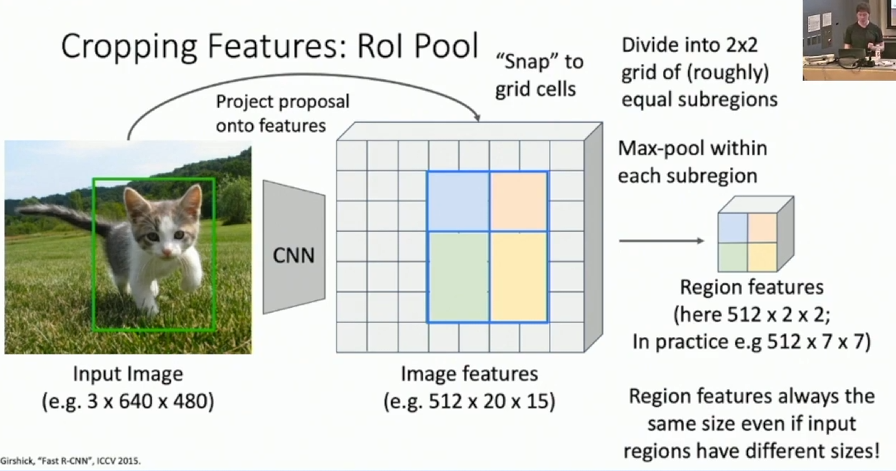 Cropping Features: RoI Pool
"Snap" to
grid cells
Divide into 2x2
grid of (roughly)
equal subregions
Project proposal
onto features
Max-pool within
each subregion
CNN
Region features
(here 512 x 2 x 2;
In practice e.g 512 x 7 x 7)
Input Image
(e.g. 3 x 640 x 480)
Image features
(e.g. 512 x 20 x 15)
Region features always the
same size even if input
regions have different sizes!
Girshick, "Fast R-CNN", ICCV 2015.